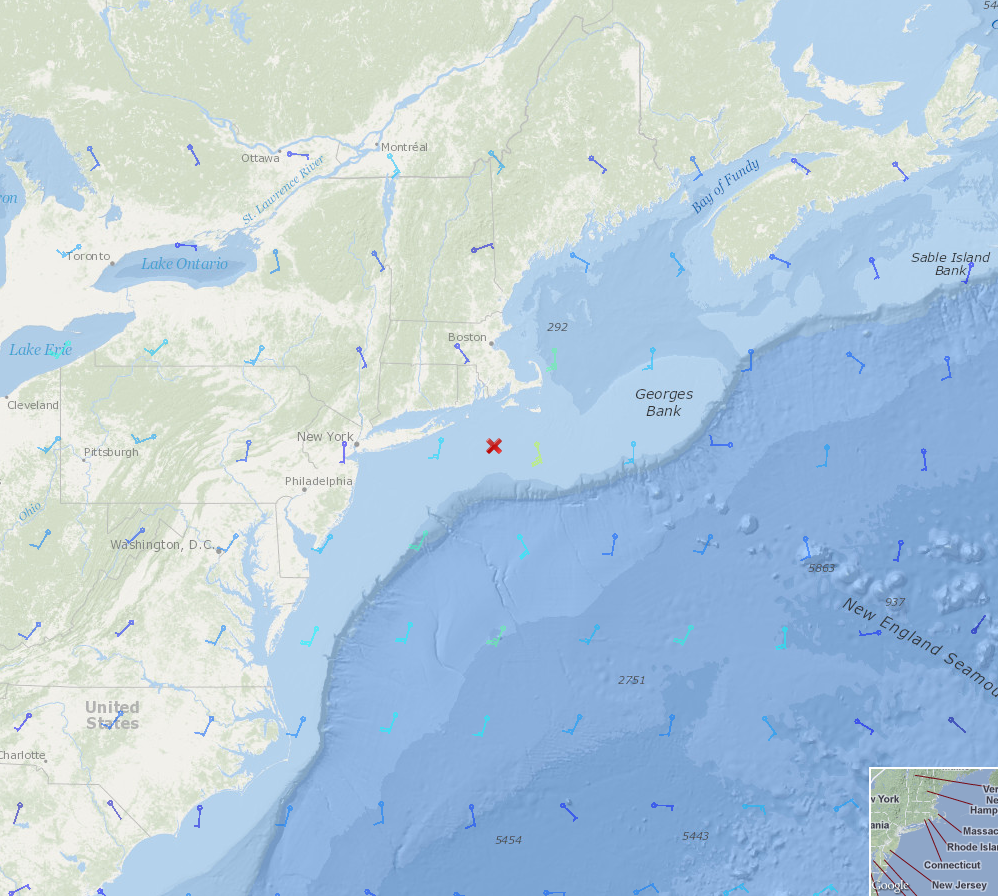 544
C
Montréal
Ottawa
St. Lawrence River
Bay of Fundy
ron
Toronto
Lake Ontario
Sable Island
Bank
292
Boston
Lake Erie
Georges
Bank
Cleveland
New York
Pittsburgh
Philadelphia
Ohio
Washington, D.C.
5863
937
New England Seamou
2751
United
States
Charlotte
5454
5443
w York
ania
Ver
Ne
Hamp
Massac
Rhode Islan
Connecticut
New Jersey
Google